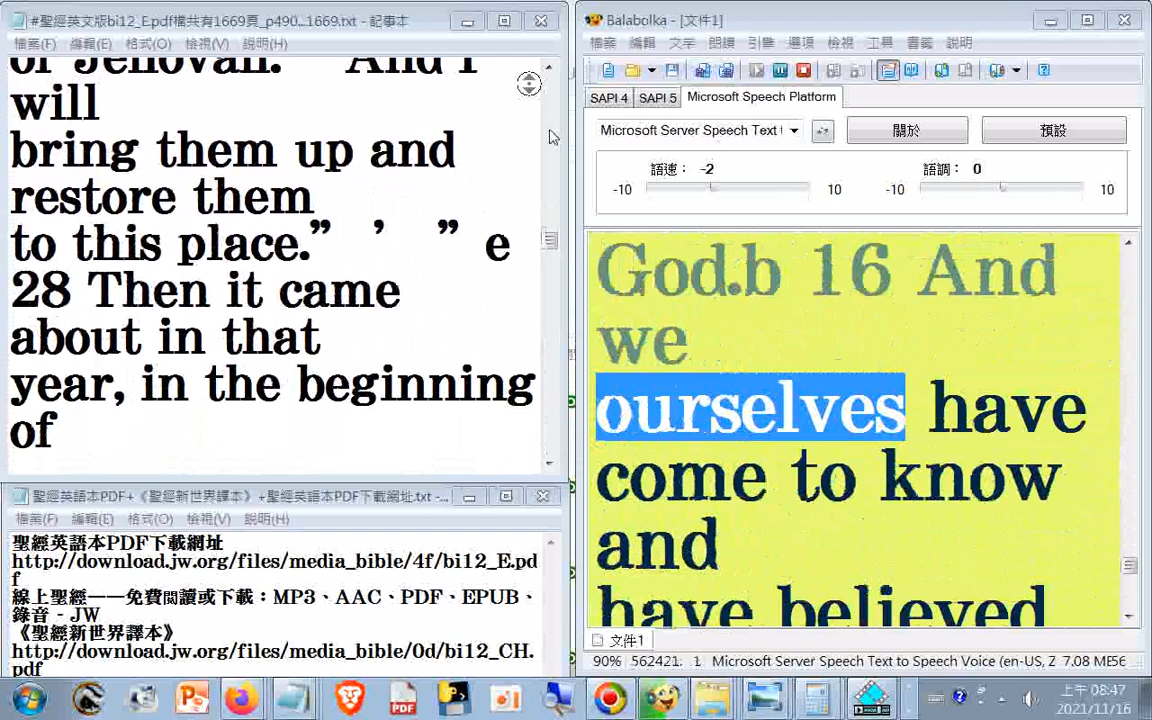 #聖經英文版bi12_E.pdf檔共有1669頁_p490...1669.txt - 記事本
檔案(F) 編輯(E) 格式(O) 檢視(V) 說明(H)
of Jehovah.” ‘And I
will
bring them up and
restore them
to this place.” ’ ” e
28 Then it came
about in that
year, in the beginning
of
聖經英語本PDF+《聖經新世界譯本》+聖經英語本PDF下載網址.txt -...
檔案(F) 編輯(E) 格式(O) 檢視(V) 說明(H)
聖經英語本PDF下載網址
http://download.jw.org/files/media_bible/4f/bi12_E.pd
f
線上聖經——免費閱讀或下載：MP3、AAC、PDF、EPUB、
錄音 - JW
《聖經新世界譯本》
http://download.jw.org/files/media_bible/0d/bi12_CH.
pdf
Balabolka - [文件1]
檔案 編輯 文字 朗讀 引擎 選項 檢視 工具 書籤 說明
SAPI 4 SAPI 5 Microsoft Speech Platform
Microsoft Server Speech Text 關於 預設
語速： -2 語調： 0
-10 10 -10 10
God.b 16 And
we
ourselves have
come to know
and
have believed
文件1
90% 562421: 1 Microsoft Server Speech Text to Speech Voice (en-US, Z 7.08 ME56
上午 08:47
2021/11/16